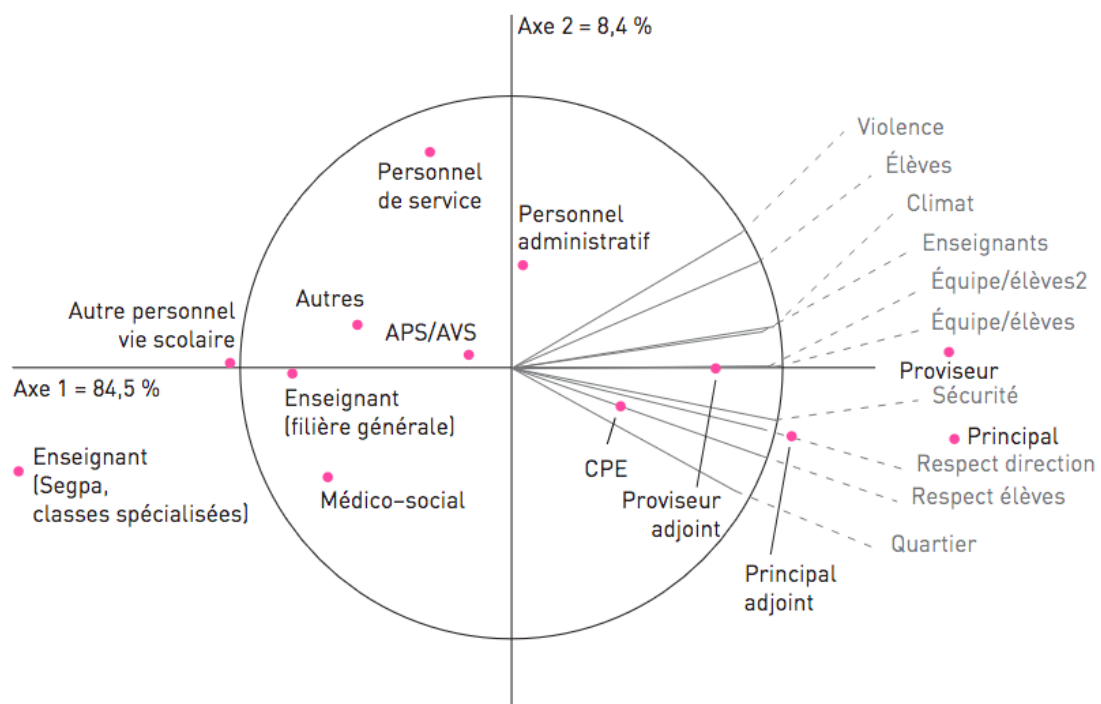 Axe 2 = 8,4 %
Violence
Élèves
Personnel
de service
Climat
Personnel
administratif
Enseignants
Équipe/élèves2
Autres
Autre personnel
vie scolaire
APS/AVS
Équipe/élèves
Proviseur
Axe 1 = 84,5 %
Enseignant
(filière générale)
Sécurité
Principal
Enseignant
(Segpa,
classes spécialisées)
CPE
Respect direction
Médico–social
Proviseur
adjoint
Respect élèves
Quartier
Principal
adjoint